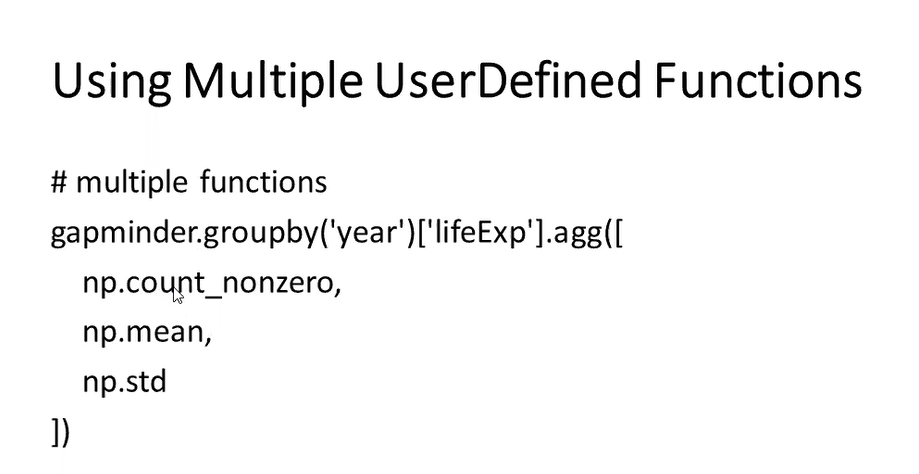 Using Multiple UserDefined Functions
# multiple functions
gapminder.groupby('year')['lifeExp'].agg([
np.count_nonzero,
np.mean,
np.std
])